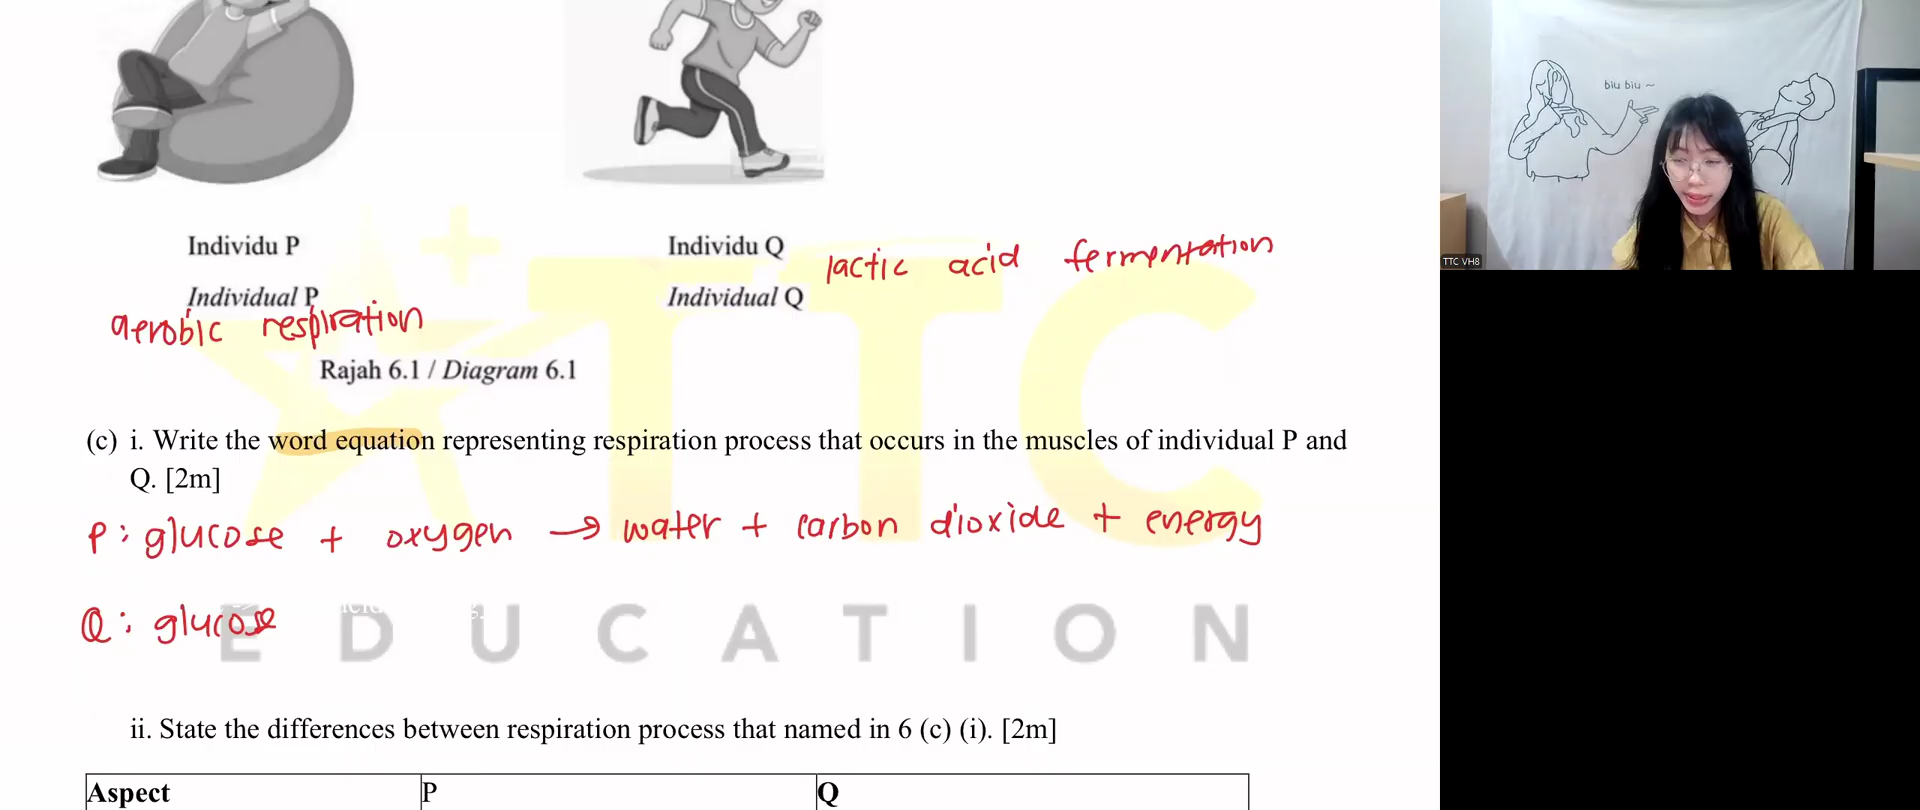 biu biu ~
TTC VH8
Individu P
Individual P
aerobic respiration
Individu Q
Individual Q
lactic acid fermentation
Rajah 6.1 / Diagram 6.1
(c) i. Write the word equation representing respiration process that occurs in the muscles of individual P and
Q. [2m]
P: glucose + oxygen → water + carbon dioxide + energy
Q: glucose
TTC
EDUCATION
ii. State the differences between respiration process that named in 6 (c) (i). [2m]
Aspect P Q